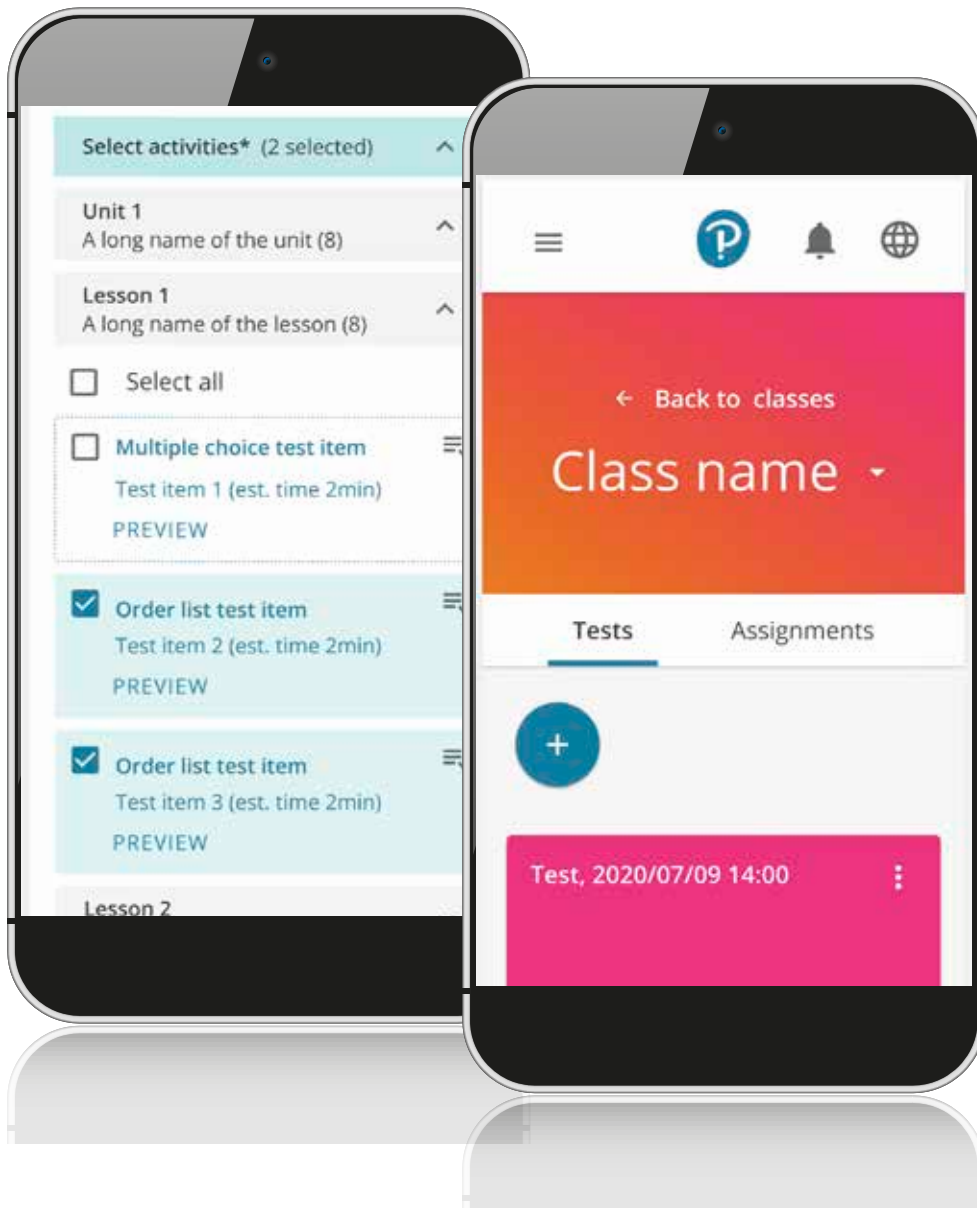 Select activities* (2 selected)
Unit 1
A long name of the unit (8)
Lesson 1
A long name of the lesson (8)
Select all
Multiple choice test item
Test item 1 (est. time 2min)
PREVIEW
Order list test item
Test item 2 (est. time 2min)
PREVIEW
Order list test item
Test item 3 (est. time 2min)
PREVIEW
Lesson 2
← Back to classes
Class name
Tests
Assignments
+
Test, 2020/07/09 14:00